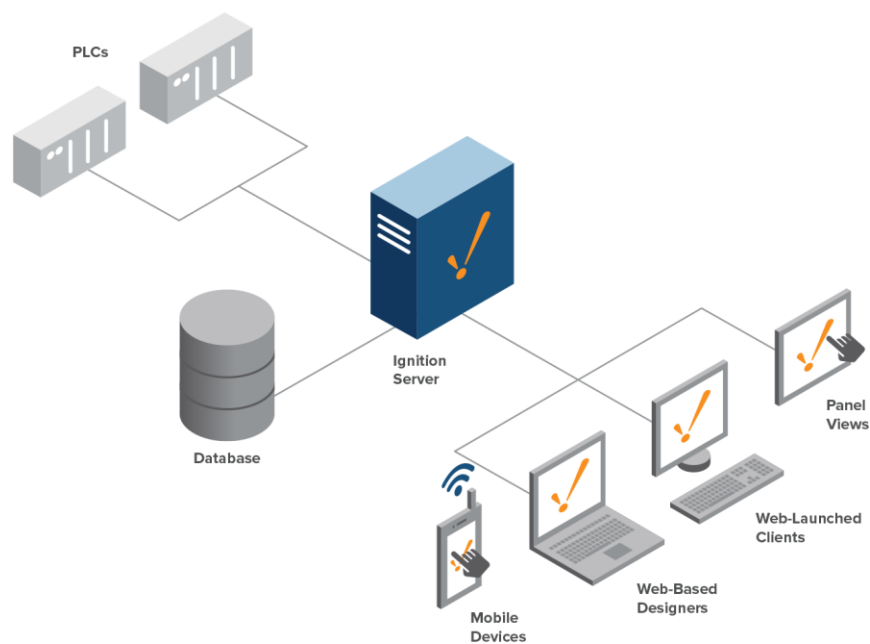 PLCs
Ignition
Server
Database
Panel
Views
Web-Launched
Clients
Web-Based
Designers
Mobile
Devices